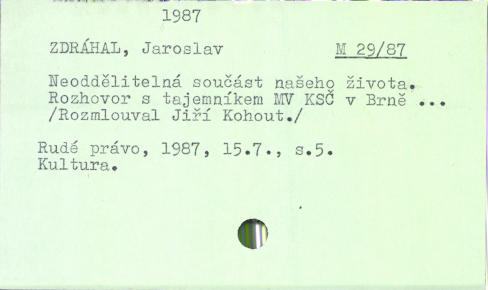 1987
ZDRÁHAL, Jaroslav M 29/87
Neoddělitelná součást našeho života.
Rozhovor s tajemníkem MV KSČ v Brně ...
/Rozmlouval Jiří Kohout./
Rudé právo, 1987, 15.7., s.5.
Kultura.